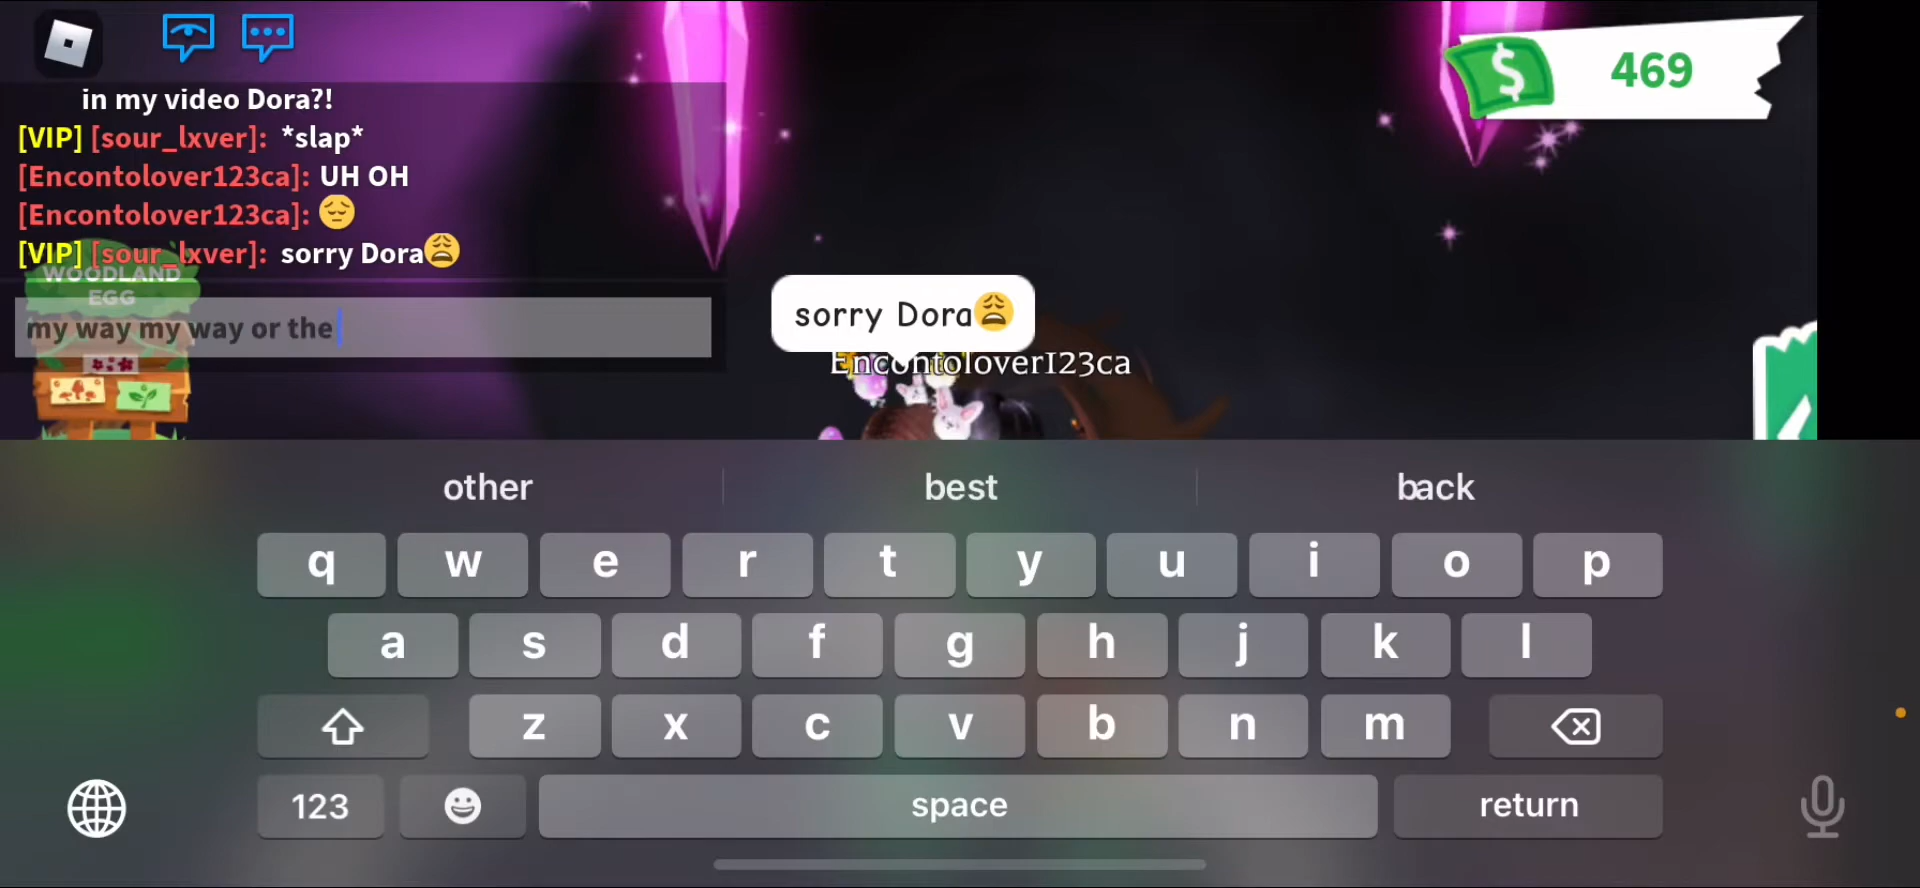 in my video Dora?!
[VIP] [sour_lxver]: *slap*
[Encontolover123ca]: UH OH
[Encontolover123ca]: 😔
[VIP] [sour_lxver]: sorry Dora😩
WOODLAND
EGG
my way my way or the
469
sorry Dora😩
Encontolover123ca
other best back
q w e r t y u i o p
a s d f g h j k l
z x c v b n m
123 space return